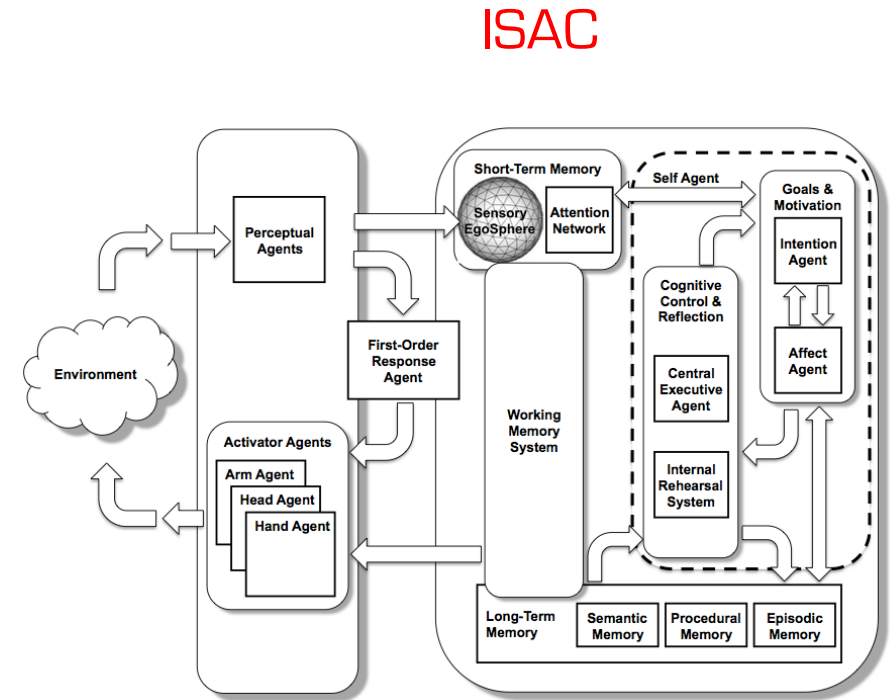 ISAC
Short-Term Memory
Sensory
EgoSphere
Attention
Network
Self Agent
Goals &
Motivation
Intention
Agent
Affect
Agent
Perceptual
Agents
Cognitive
Control &
Reflection
Central
Executive
Agent
Internal
Rehearsal
System
First-Order
Response
Agent
Environment
Working
Memory
System
Activator Agents
Arm Agent
Head Agent
Hand Agent
Long-Term
Memory
Semantic
Memory
Procedural
Memory
Episodic
Memory